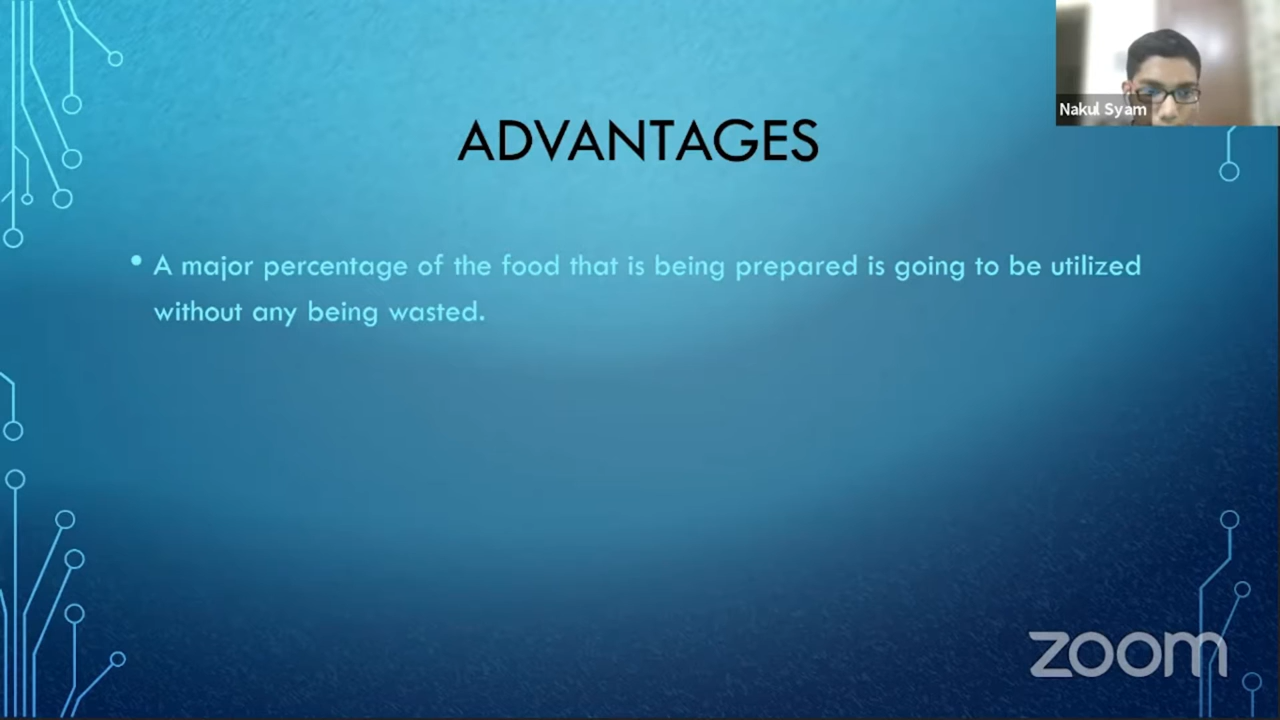 Nakul Syam
ADVANTAGES
• A major percentage of the food that is being prepared is going to be utilized
without any being wasted.
zoom